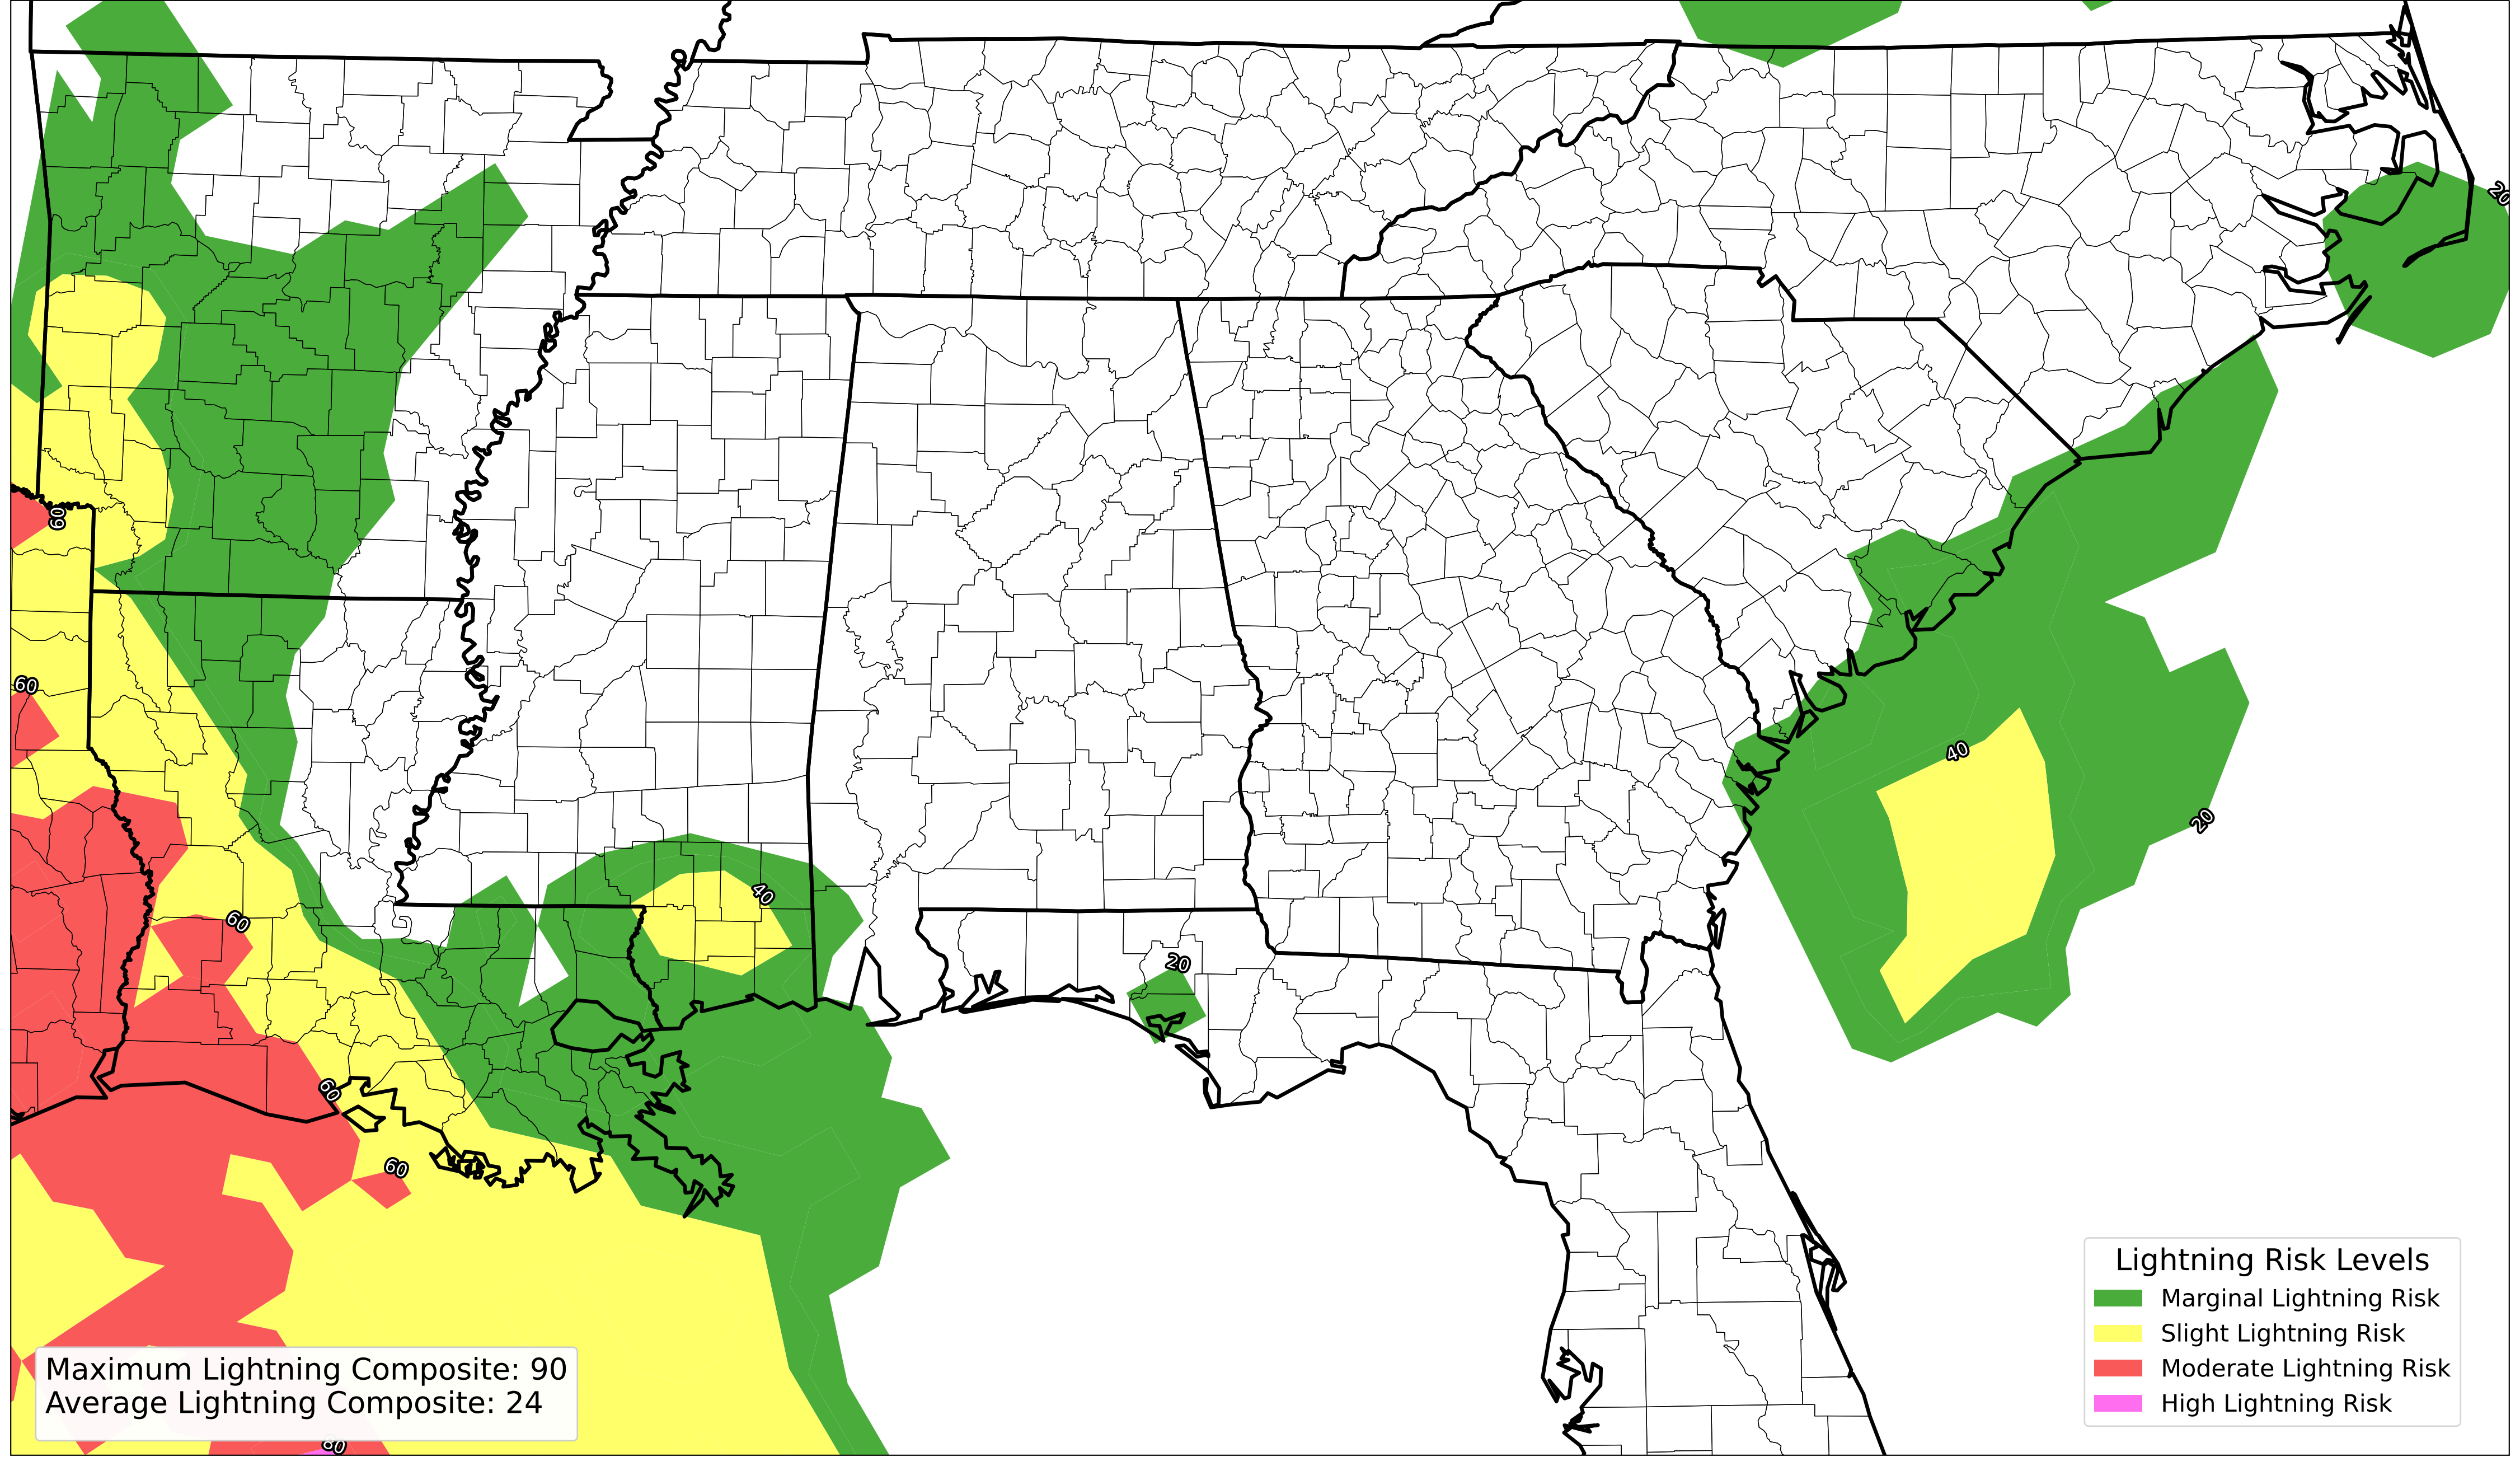 20
60
60
40
40
20
60
20
60
60
80
Maximum Lightning Composite: 90
Average Lightning Composite: 24
Lightning Risk Levels
Marginal Lightning Risk
Slight Lightning Risk
Moderate Lightning Risk
High Lightning Risk